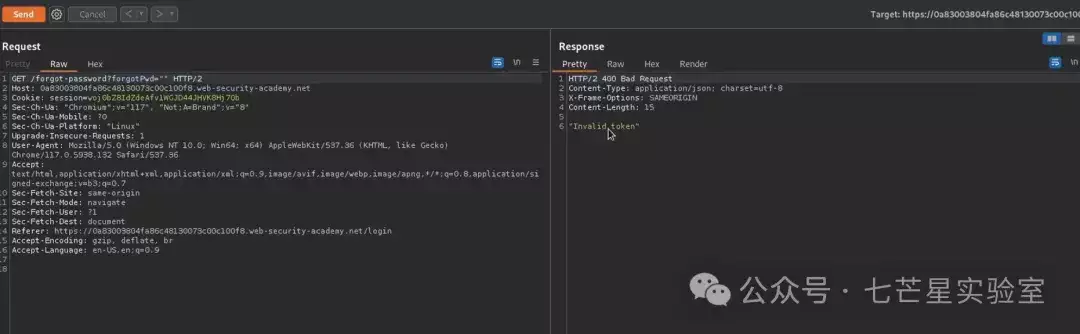 Send
Cancel
Target: https://0a83003804fa86c48130073c00c100
Request
Pretty Raw Hex
1 GET /forgot-password?forgotPwd="" HTTP/2
2 Host: 0a83003804fa86c48130073c00c100f8.web-security-academy.net
3 Cookie: session=
4 Sec-Ch-Ua: "Chromium";v="117", "Not;A=Brand";v="8"
5 Sec-Ch-Ua-Mobile: ?0
6 Sec-Ch-Ua-Platform: "Linux"
7 Upgrade-Insecure-Requests: 1
8 User-Agent: Mozilla/5.0 (Windows NT 10.0; Win64; x64) AppleWebKit/537.36 (KHTML, like Gecko)
Chrome/117.0.5938.132 Safari/537.36
9 Accept:
text/html,application/xhtml+xml,application/xml;q=0.9,image/avif,image/webp,image/apng,*/*;q=0.8,application/si
gned-exchange;v=b3;q=0.7
10 Sec-Fetch-Site: same-origin
11 Sec-Fetch-Mode: navigate
12 Sec-Fetch-User: ?1
13 Sec-Fetch-Dest: document
14 Referer: https://0a83003804fa86c48130073c00c100f8.web-security-academy.net/login
15 Accept-Encoding: gzip, deflate, br
16 Accept-Language: en-US,en;q=0.9
17
18
Response
Pretty Raw Hex Render
1 HTTP/2 400 Bad Request
2 Content-Type: application/json; charset=utf-8
3 X-Frame-Options: SAMEORIGIN
4 Content-Length: 15
5
6 "Invalid token"
公众号·七芒星实验室